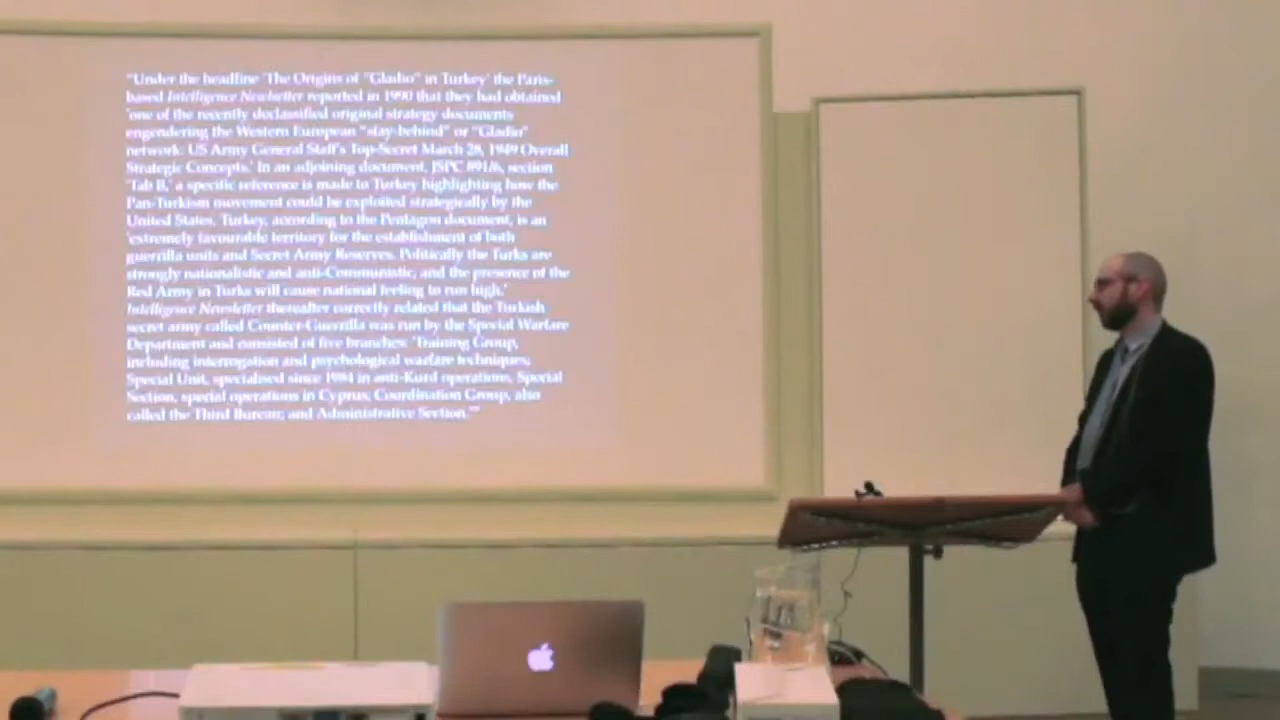 "Under the headline 'The Origins of "Gladio" in Turkey' the Paris-
based Intelligence Newsletter reported in 1990 that they had obtained
'one of the recently declassified original strategy documents
engendering the Western European "stay-behind" or "Gladio"
network: US Army General Staff's Top-Secret March 28, 1949 Overall
Strategic Concepts.' In an adjoining document, JSPC 891/6, section
'Tab B,' a specific reference is made to Turkey highlighting how the
Pan-Turkism movement could be exploited strategically by the
United States. Turkey, according to the Pentagon document, is an
'extremely favourable territory for the establishment of both
guerrilla units and Secret Army Reserves. Politically the Turks are
strongly nationalistic and anti-Communistic, and the presence of the
Red Army in Turks will cause national feeling to run high.'
Intelligence Newsletter thereafter correctly related that the Turkish
secret army called Counter-Guerrilla was run by the Special Warfare
Department and consisted of five branches: 'Training Group,
including interrogation and psychological warfare techniques;
Special Unit, specialised since 1984 in anti-Kurd operations, Special
Section, special operations in Cyprus; Coordination Group, also
called the Third Bureau; and Administrative Section.'"